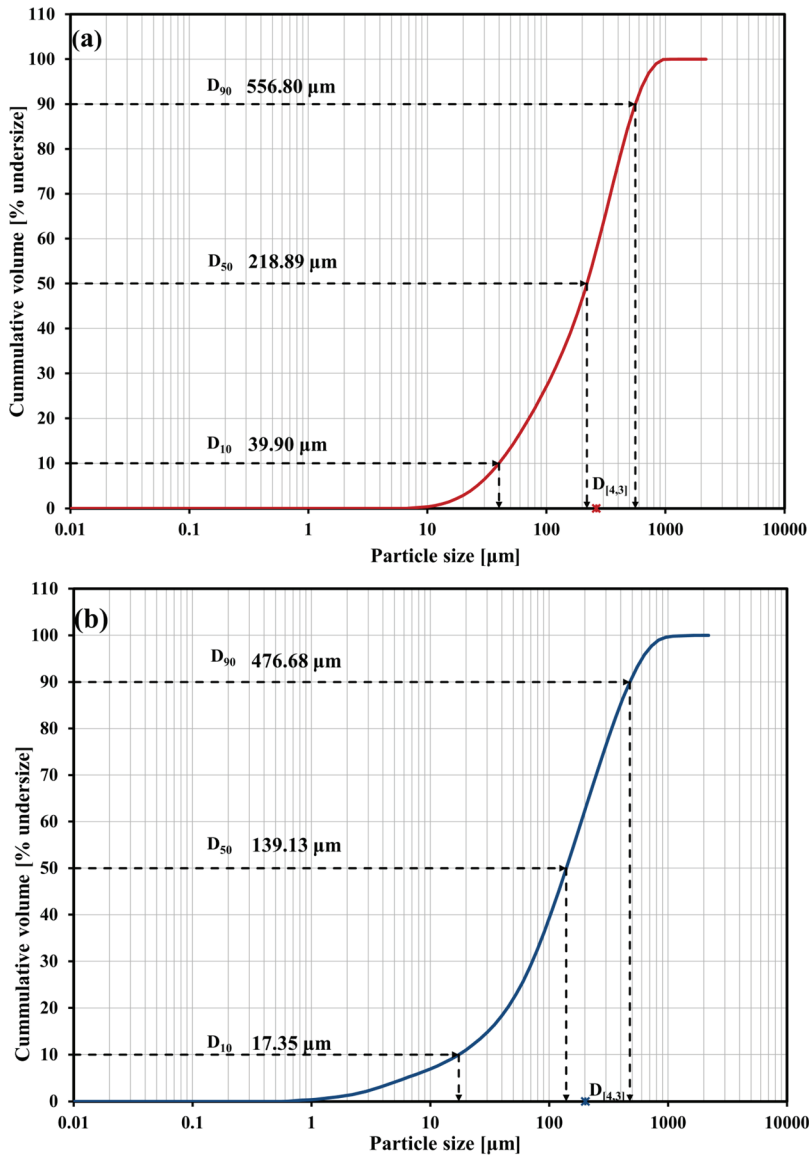 (a)
110
100
90
80
70
60
50
40
30
20
10
0
Cummulative volume [% undersize]
D90 556.80 µm
D50 218.89 µm
D10 39.90 µm
D[4,3]
0.01 0.1 1 10 100 1000 10000
Particle size [µm]
(b)
110
100
90
80
70
60
50
40
30
20
10
0
Cummulative volume [% undersize]
D90 476.68 µm
D50 139.13 µm
D10 17.35 µm
D[4,3]
0.01 0.1 1 10 100 1000 10000
Particle size [µm]